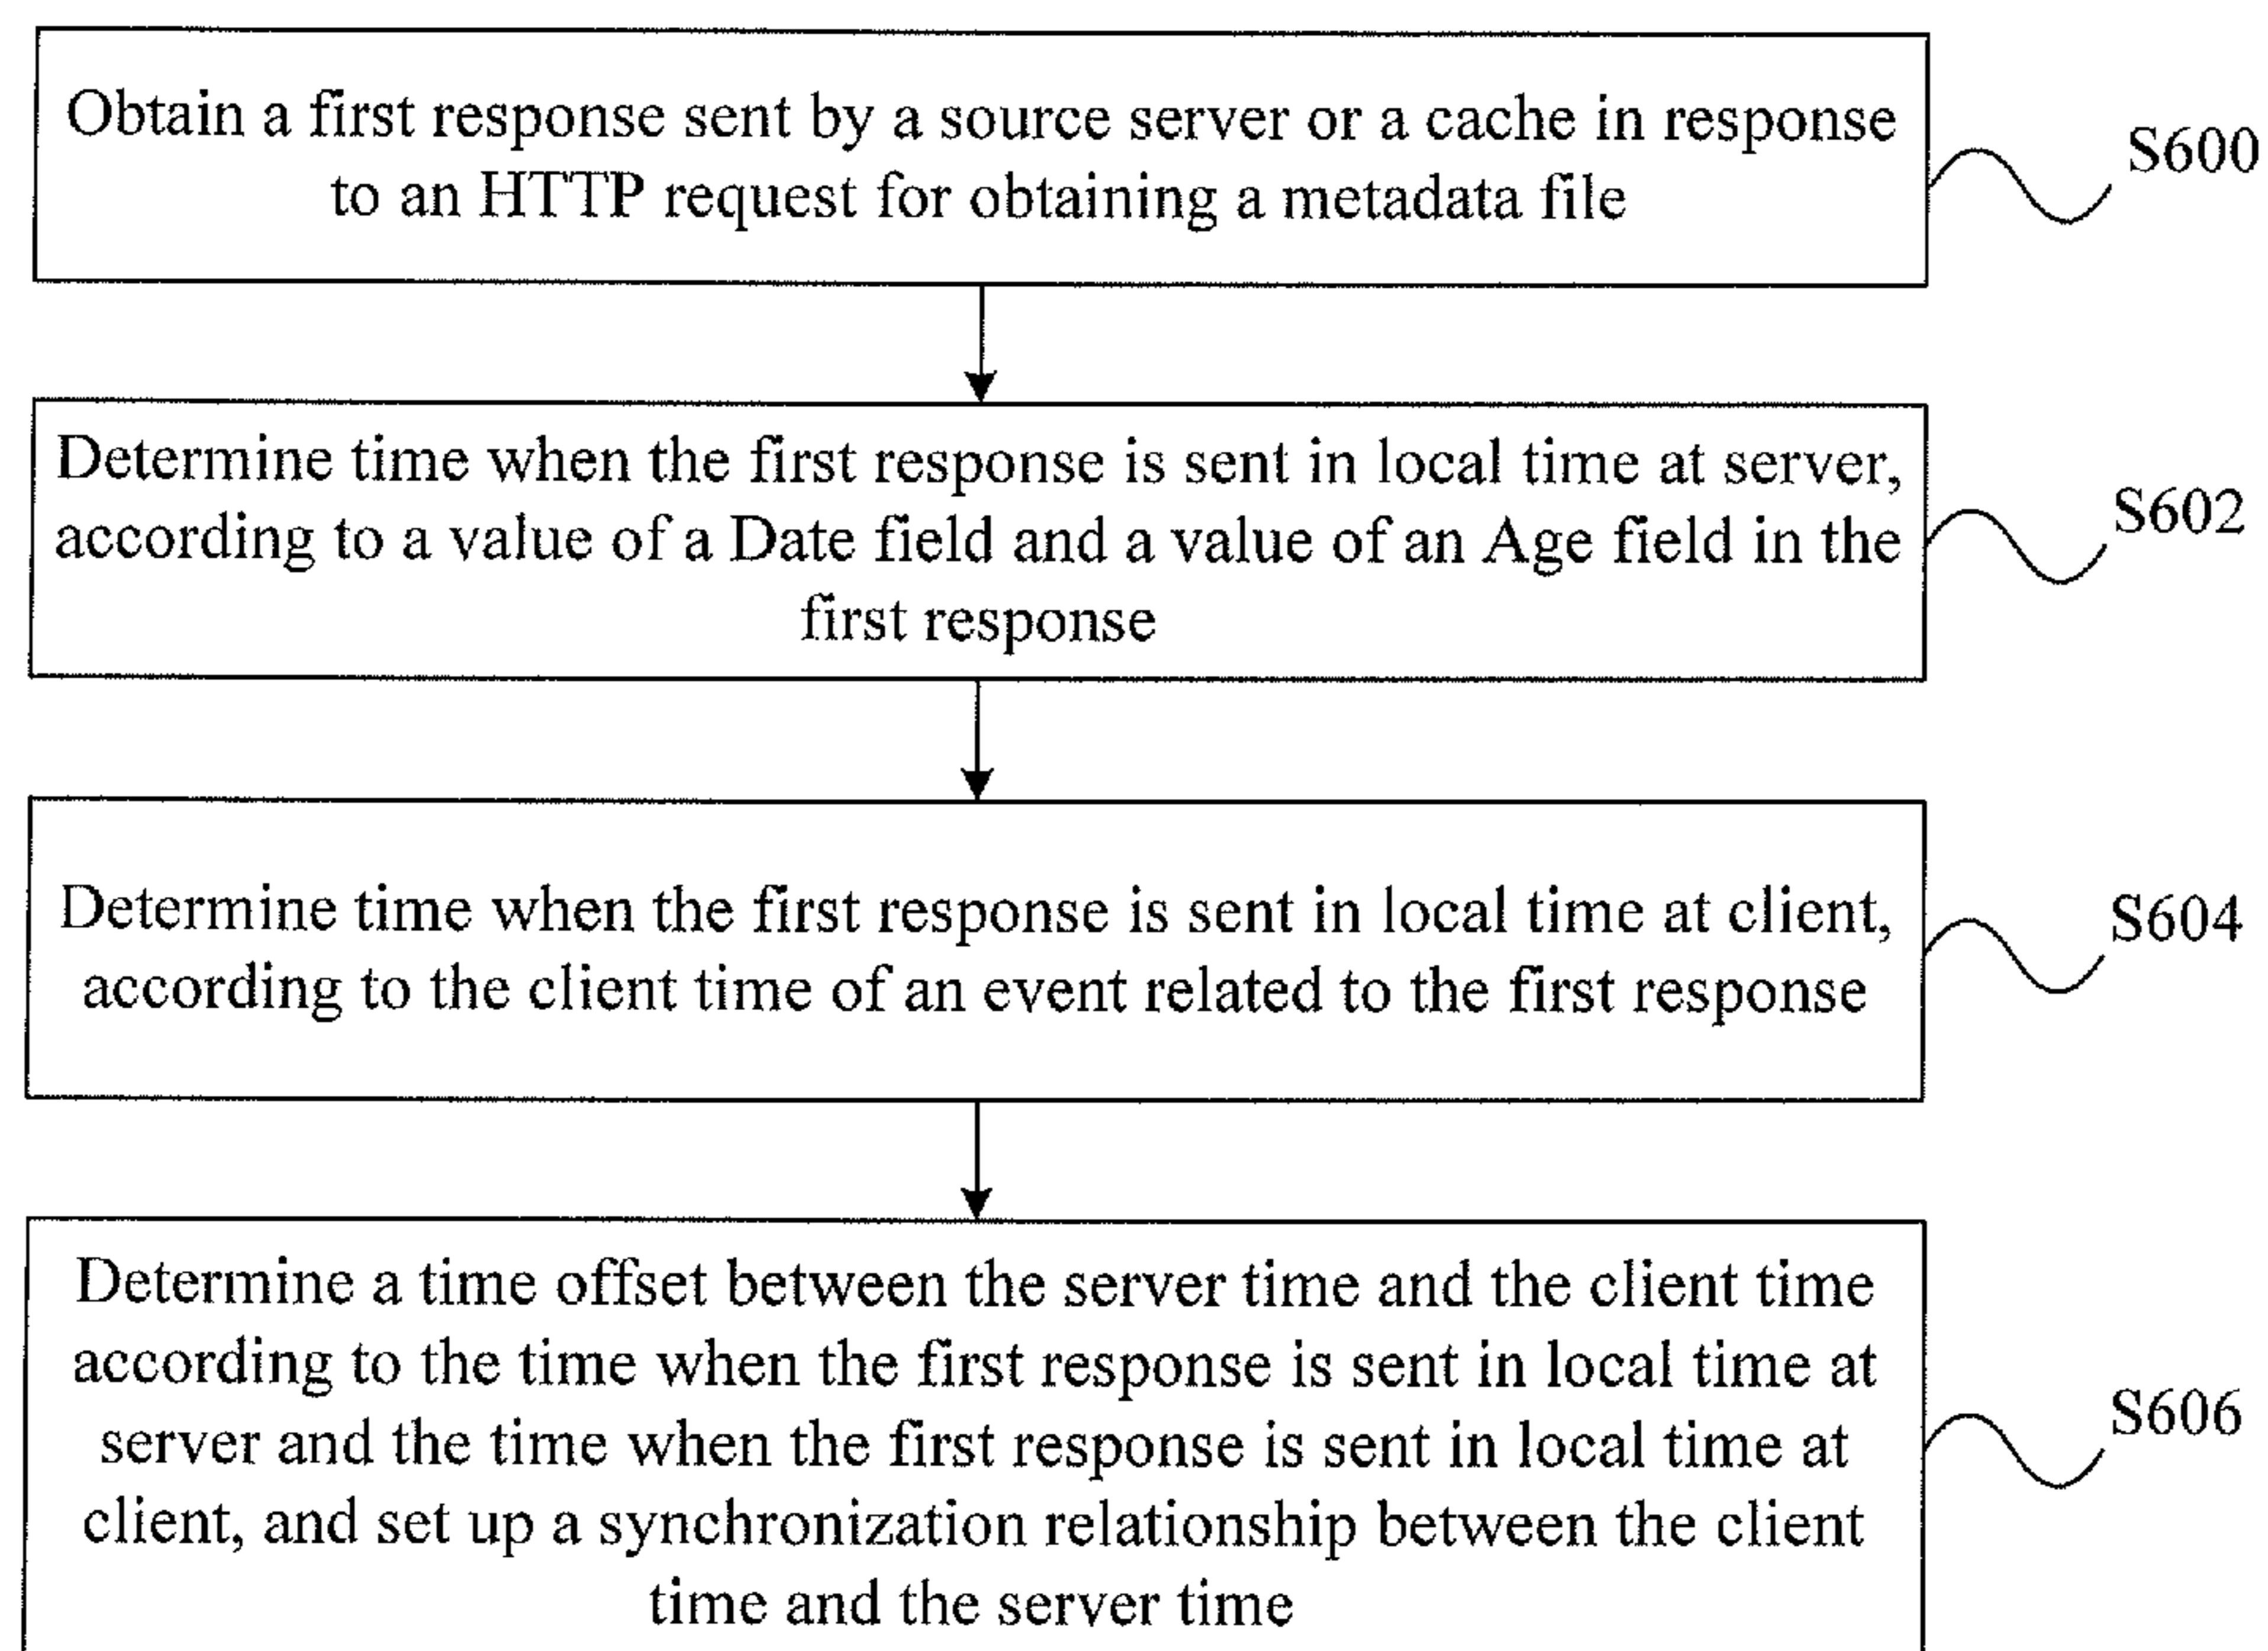 Obtain a first response sent by a source server or a cache in response
to an HTTP request for obtaining a metadata file
S600
Determine time when the first response is sent in local time at server,
according to a value of a Date field and a value of an Age field in the
first response
S602
Determine time when the first response is sent in local time at client,
according to the client time of an event related to the first response
S604
Determine a time offset between the server time and the client time
according to the time when the first response is sent in local time at
server and the time when the first response is sent in local time at
client, and set up a synchronization relationship between the client
time and the server time
S606